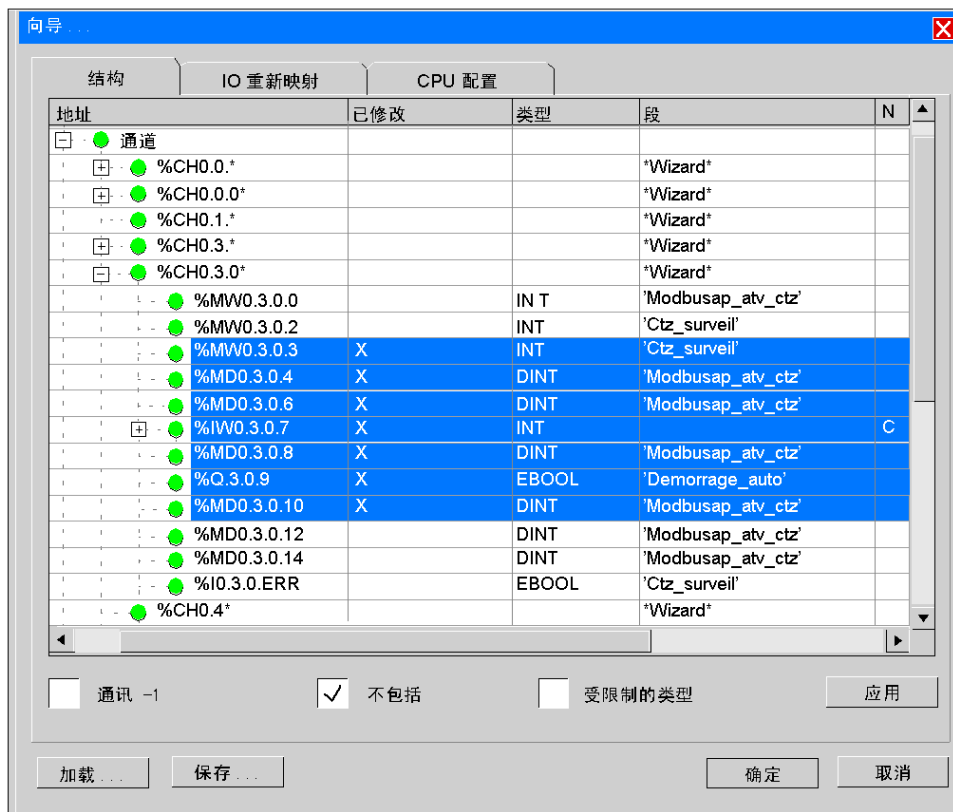 向导 ...
结构 IO 重新映射 CPU 配置
地址 已修改 类型 段 N
通道
%CH0.0.* *Wizard*
%CH0.0.0* *Wizard*
%CH0.1.* *Wizard*
%CH0.3.* *Wizard*
%CH0.3.0* *Wizard*
%MW0.3.0.0 IN T 'Modbusap_atv_ctz'
%MW0.3.0.2 INT 'Ctz_surveil'
%MW0.3.0.3 X INT 'Ctz_surveil'
%MD0.3.0.4 X DINT 'Modbusap_atv_ctz'
%MD0.3.0.6 X DINT 'Modbusap_atv_ctz'
%IW0.3.0.7 X INT C
%MD0.3.0.8 X DINT 'Modbusap_atv_ctz'
%Q.3.0.9 X EBOOL 'Demorrage_auto'
%MD0.3.0.10 X DINT 'Modbusap_atv_ctz'
%MD0.3.0.12 DINT 'Modbusap_atv_ctz'
%MD0.3.0.14 DINT 'Modbusap_atv_ctz'
%I0.3.0.ERR EBOOL 'Ctz_surveil'
%CH0.4* *Wizard*
通讯 -1 不包括 受限制的类型 应用
加载 ... 保存 ... 确定 取消